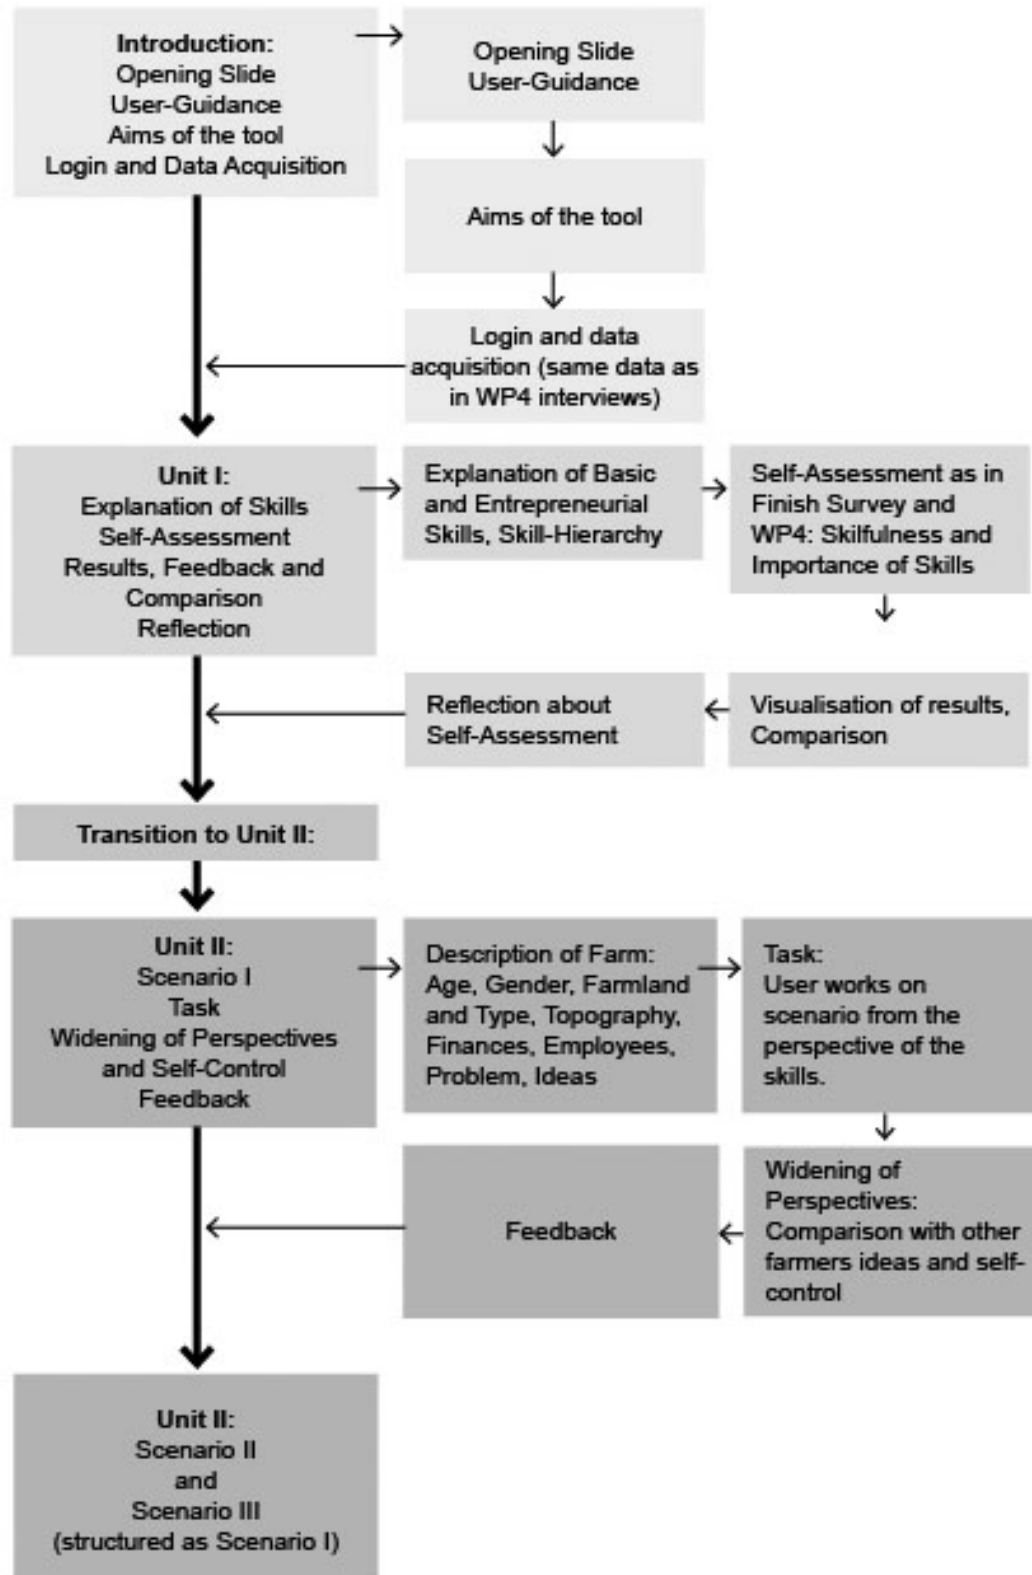 Introduction:
Opening Slide
User-Guidance
Aims of the tool
Login and Data Acquisition
Opening Slide
User-Guidance
Aims of the tool
Login and data
acquisition (same data as
in WP4 interviews)
Unit I:
Explanation of Skills
Self-Assessment
Results, Feedback and
Comparison
Reflection
Explanation of Basic
and Entrepreneurial
Skills, Skill-Hierarchy
Self-Assessment as in
Finish Survey and
WP4: Skilfulness and
Importance of Skills
Visualisation of results,
Comparison
Reflection about
Self-Assessment
Transition to Unit II:
Unit II:
Scenario I
Task
Widening of Perspectives
and Self-Control
Feedback
Description of Farm:
Age, Gender, Farmland
and Type, Topography,
Finances, Employees,
Problem, Ideas
Task:
User works on
scenario from the
perspective of the
skills.
Widening of
Perspectives:
Comparison with other
farmers ideas and self-
control
Feedback
Unit II:
Scenario II
and
Scenario III
(structured as Scenario I)